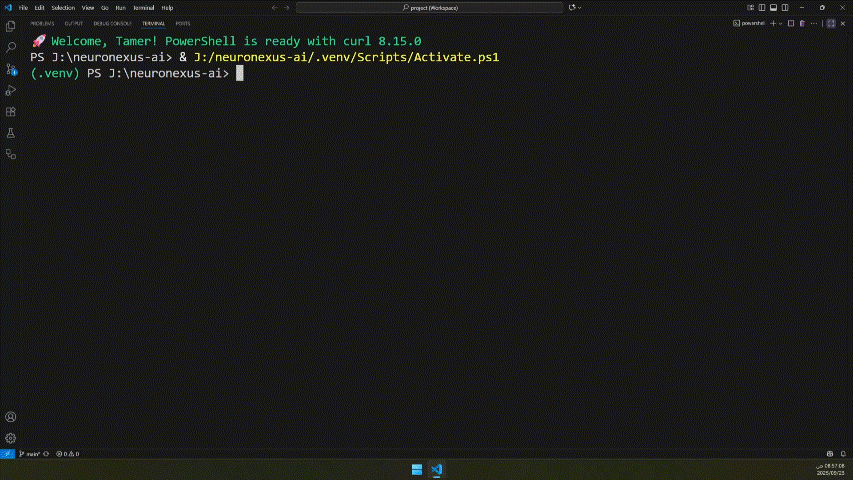 File Edit Selection View Go Run Terminal Help
project (Workspace)
PROBLEMS OUTPUT DEBUG CONSOLE TERMINAL PORTS
powershell
🚀 Welcome, Tamer! PowerShell is ready with curl 8.15.0
PS J:\neuronexus-ai> & J:/neuronexus-ai/.venv/Scripts/Activate.ps1
(.venv) PS J:\neuronexus-ai>
main*
0 0
08:57:08 ص
2025/09/23